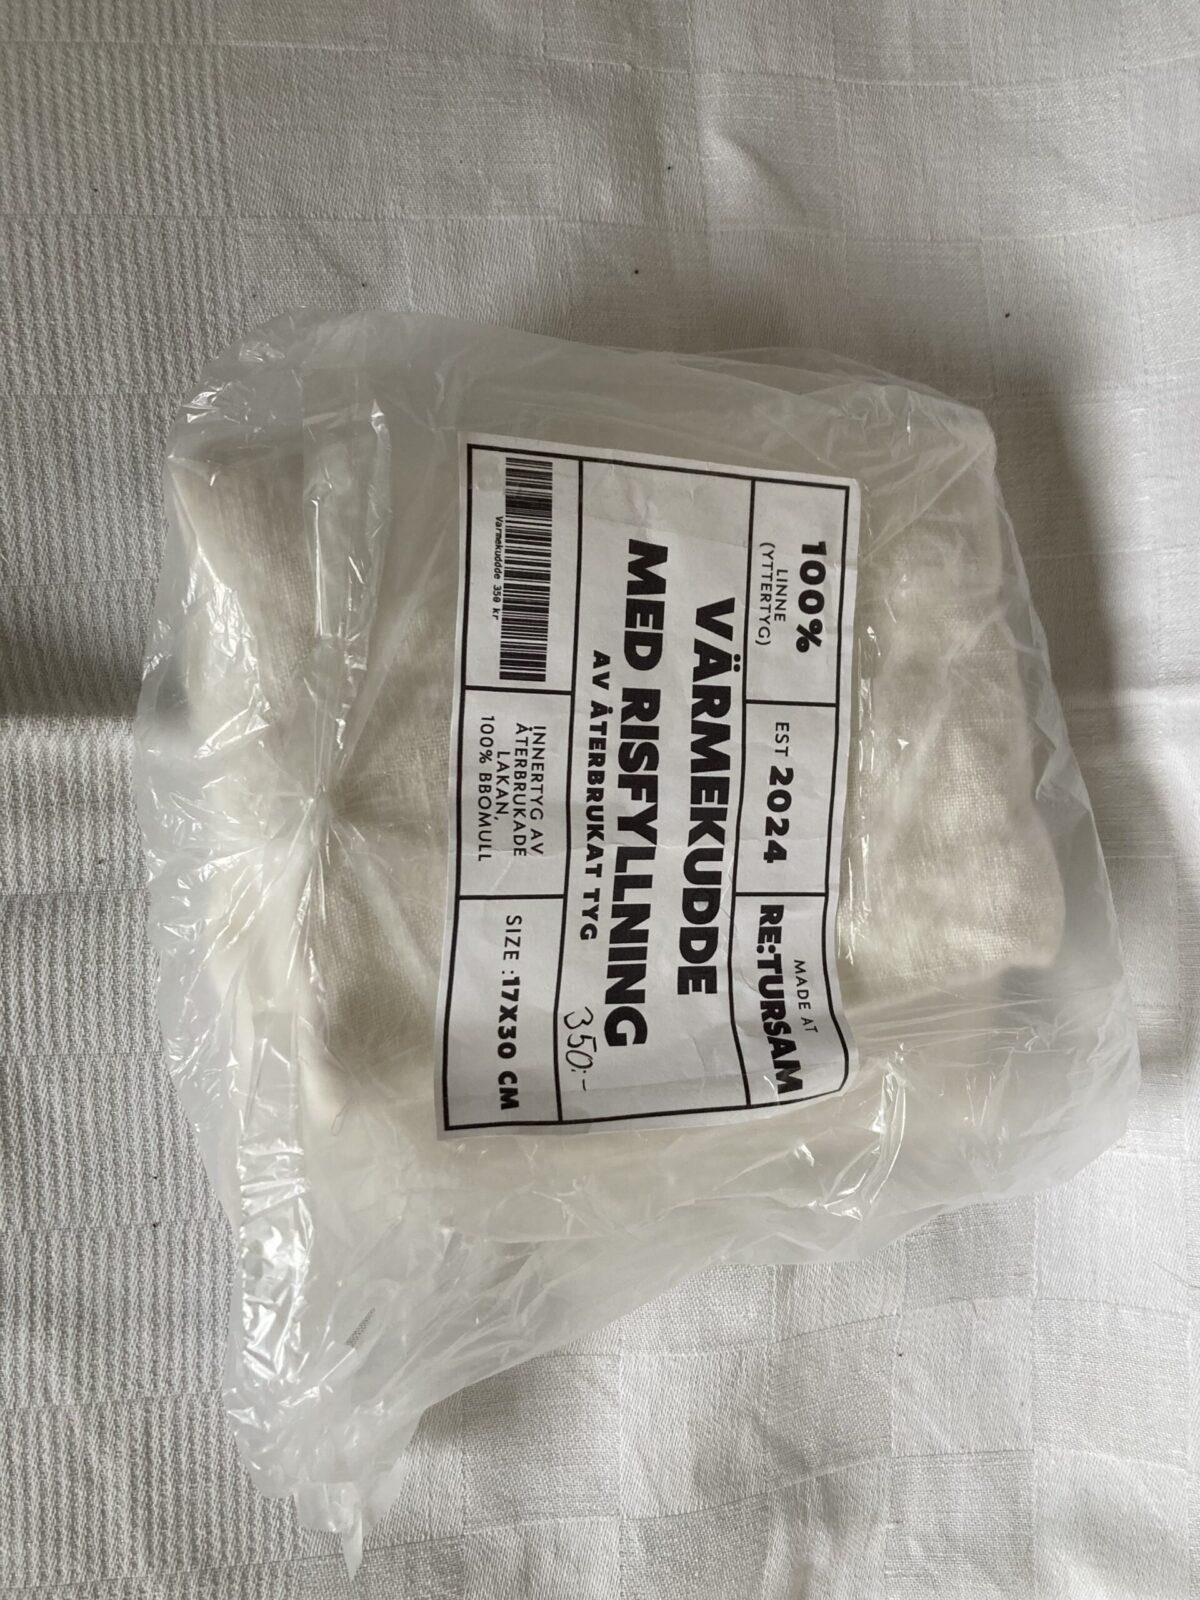 100%
LINNE
(YTTERTYG)
EST 2024
MADE AT
RE:TURSAM
VÄRMEKUDDE
MED RISFYLLNING
AV ÅTERBRUKAT TYG
350:-
Varmekuddde 350 kr
INNERTYG AV
ÅTERBRUKADE
LAKAN,
100% BBOMULL
SIZE :17X30 CM